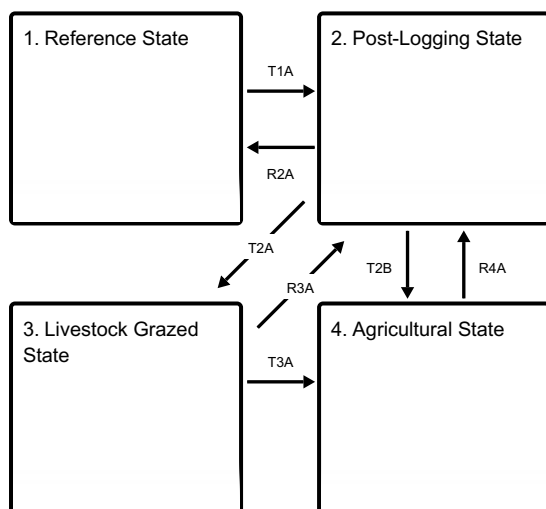 1. Reference State
2. Post-Logging State
T1A
R2A
T2A
R3A
T2B
R4A
3. Livestock Grazed
State
4. Agricultural State
T3A